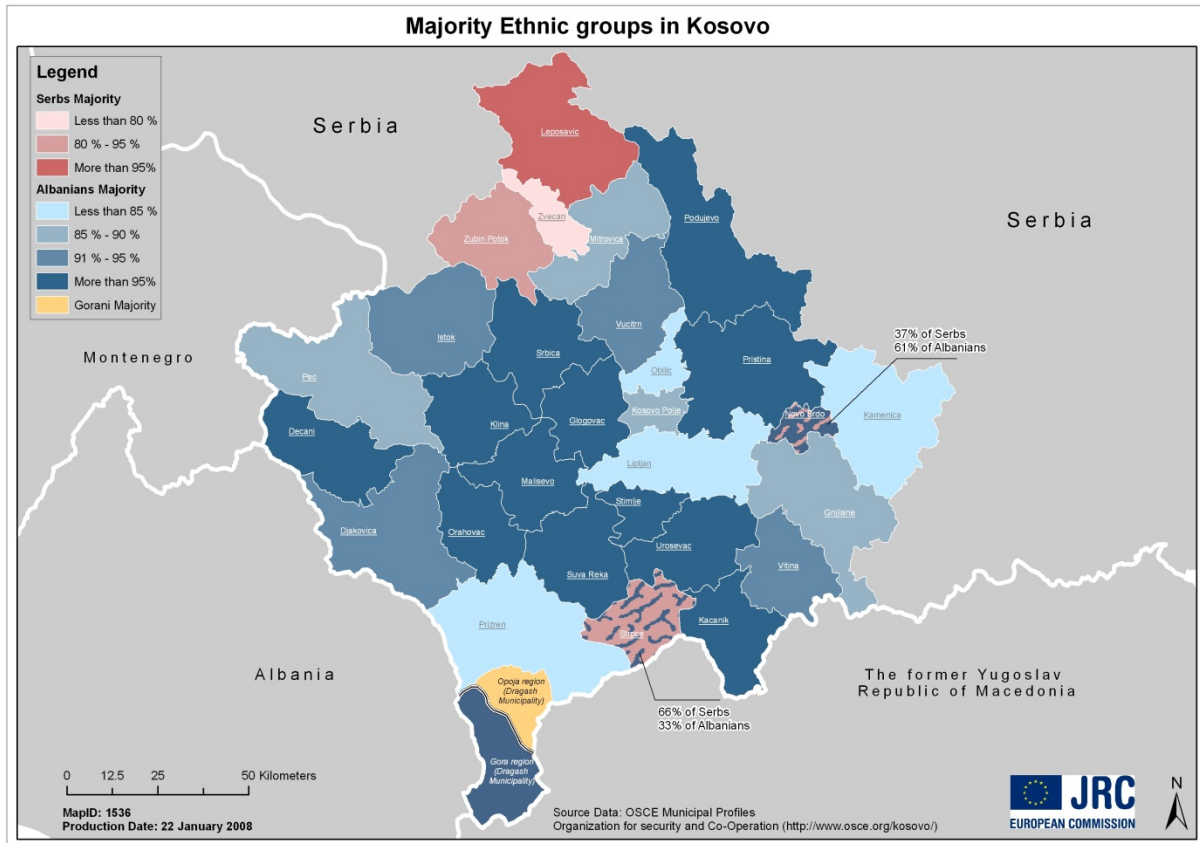 Majority Ethnic groups in Kosovo
Legend
Serbs Majority
Less than 80 %
80 % - 95 %
More than 95%
Albanians Majority
Less than 85 %
85 % - 90 %
91 % - 95 %
More than 95%
Gorani Majority
Serbia
Serbia
Montenegro
Albania
The former Yugoslav
Republic of Macedonia
Leposavic
Zvecan
Zubin Potok
Mitrovica
Podujevo
Istok
Vucitrn
Srbica
Obilic
Pristina
37% of Serbs
61% of Albanians
Pec
Kosovo Polje
Novo Brdo
Kamenica
Decani
Klina
Glogovac
Lipljan
Malisevo
Stimlje
Gnjilane
Djakovica
Orahovac
Urosevac
Vitina
Suva Reka
Prizren
Strpce
Kacanik
Opoja region
(Dragash
Municipality)
66% of Serbs
33% of Albanians
Gora region
(Dragash
Municipality)
0 12.5 25 50 Kilometers
MapID: 1536
Production Date: 22 January 2008
Source Data: OSCE Municipal Profiles
Organization for security and Co-Operation (http://www.osce.org/kosovo/)
JRC
EUROPEAN COMMISSION
N